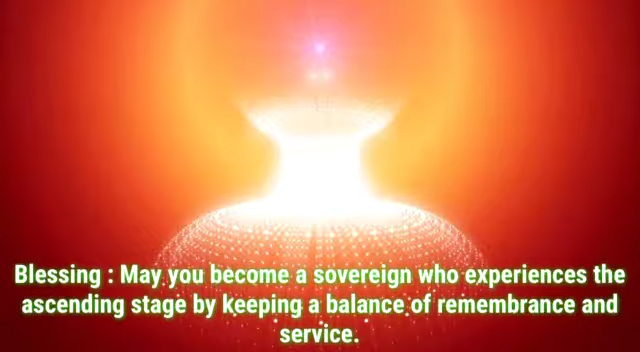 Blessing : May you become a sovereign who experiences the
ascending stage by keeping a balance of remembrance and
service.